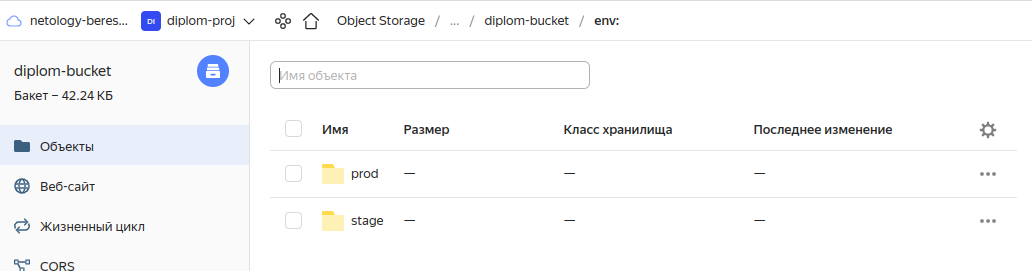 netology-beres... DI diplom-proj Object Storage / ... / diplom-bucket / env:
diplom-bucket
Бакет – 42.24 КБ
Объекты
Веб-сайт
Жизненный цикл
CORS
Имя объекта
Имя Размер Класс хранилища Последнее изменение
prod — — —
stage — — —